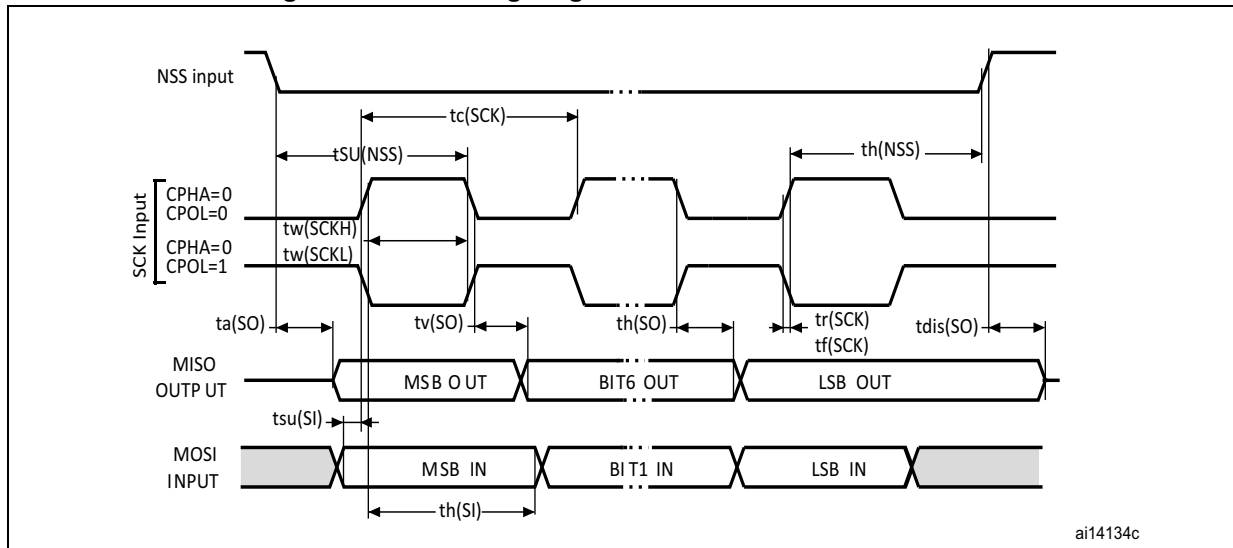 NSS input
tc(SCK)
tSU(NSS)
th(NSS)
SCK Input
CPHA=0
CPOL=0
tw(SCKH)
CPHA=0
tw(SCKL)
CPOL=1
ta(SO)
tv(SO)
th(SO)
tr(SCK)
tf(SCK)
tdis(SO)
MISO
OUTP UT
MSB O UT
BIT6 OUT
LSB OUT
tsu(SI)
MOSI
INPUT
MSB IN
BIT1 IN
LSB IN
th(SI)
ai14134c